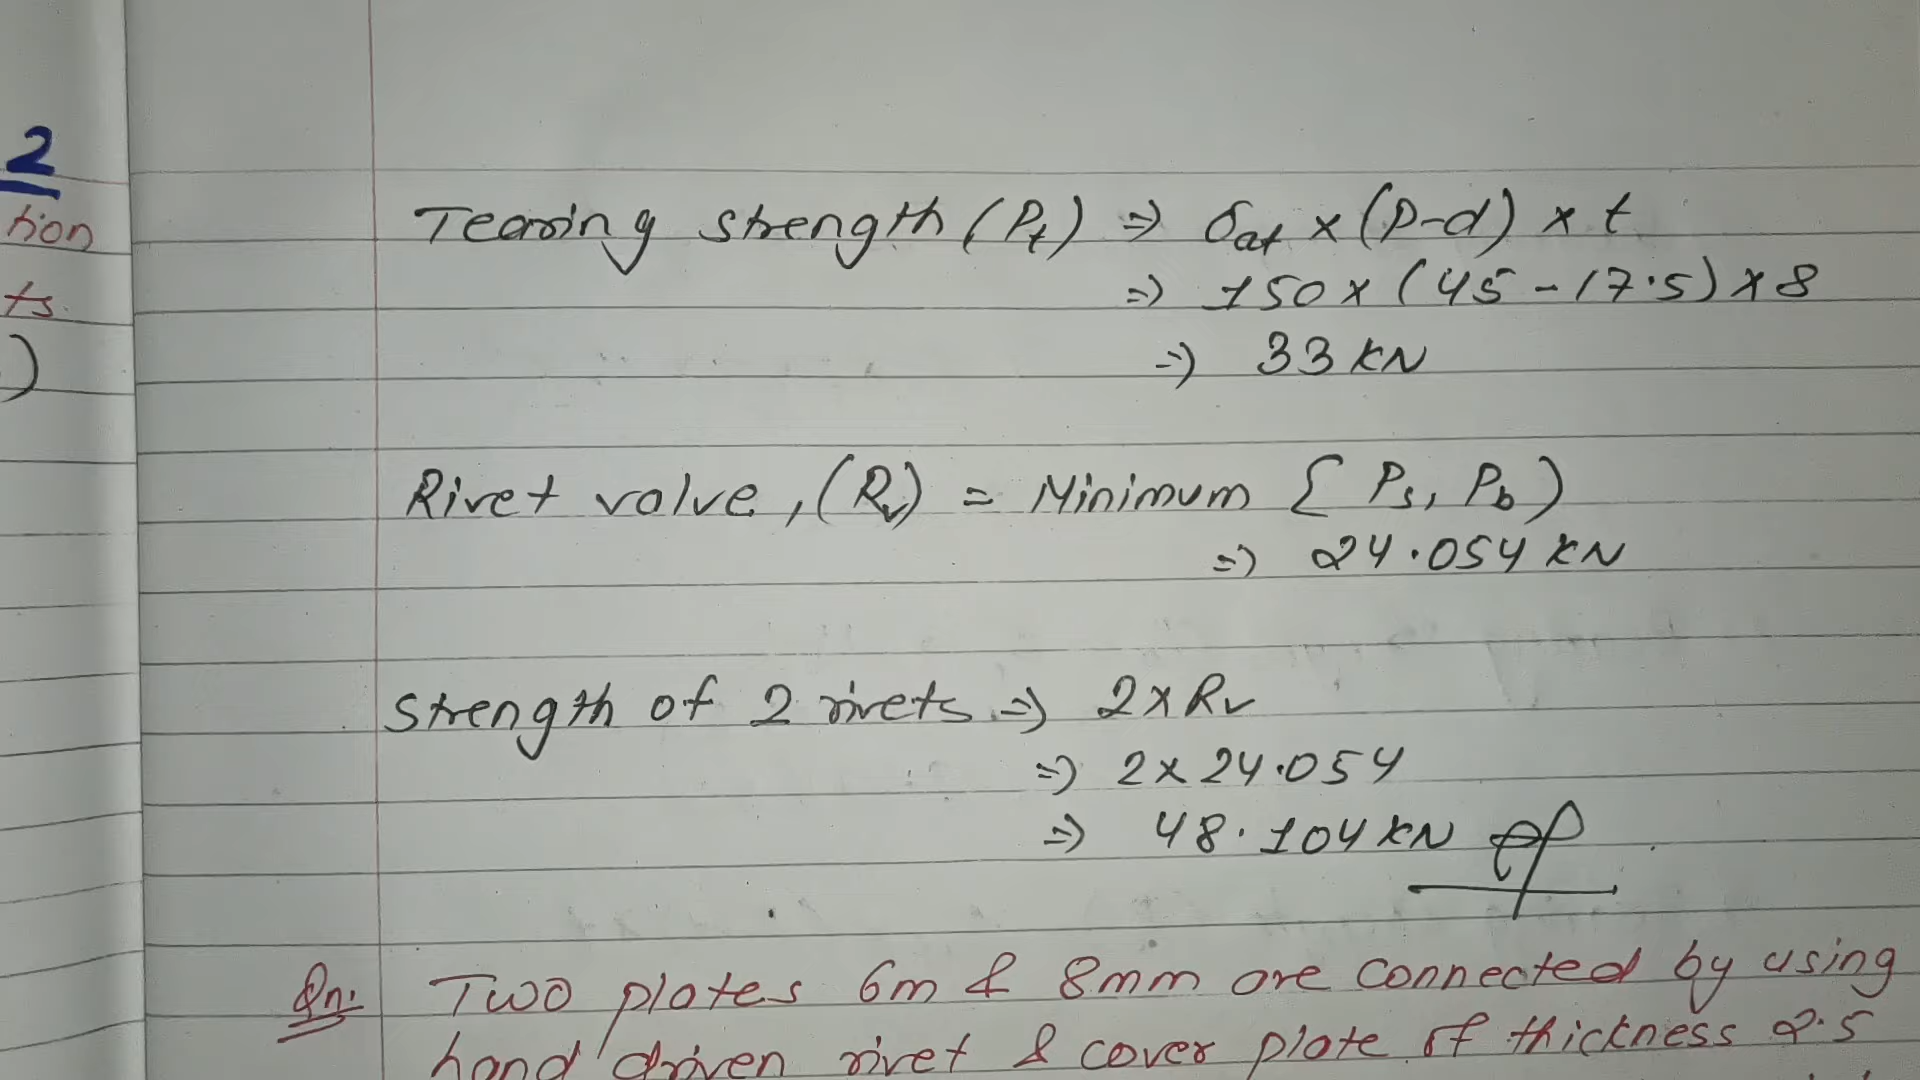 2
tion
ts.
)
Tearing strength (Pt) => σat × (P-d) × t
=> 150 × (45 - 17.5) × 8
=> 33 KN
Rivet value, (Rv) = Minimum { Ps, Pb )
=> 24.054 KN
Strength of 2 rivets => 2 x Rv
=> 2 x 24.054
=> 48.104 KN
Qn:- Two plates 6m & 8mm are connected by using
hand driven rivet & cover plate of thickness 2.5